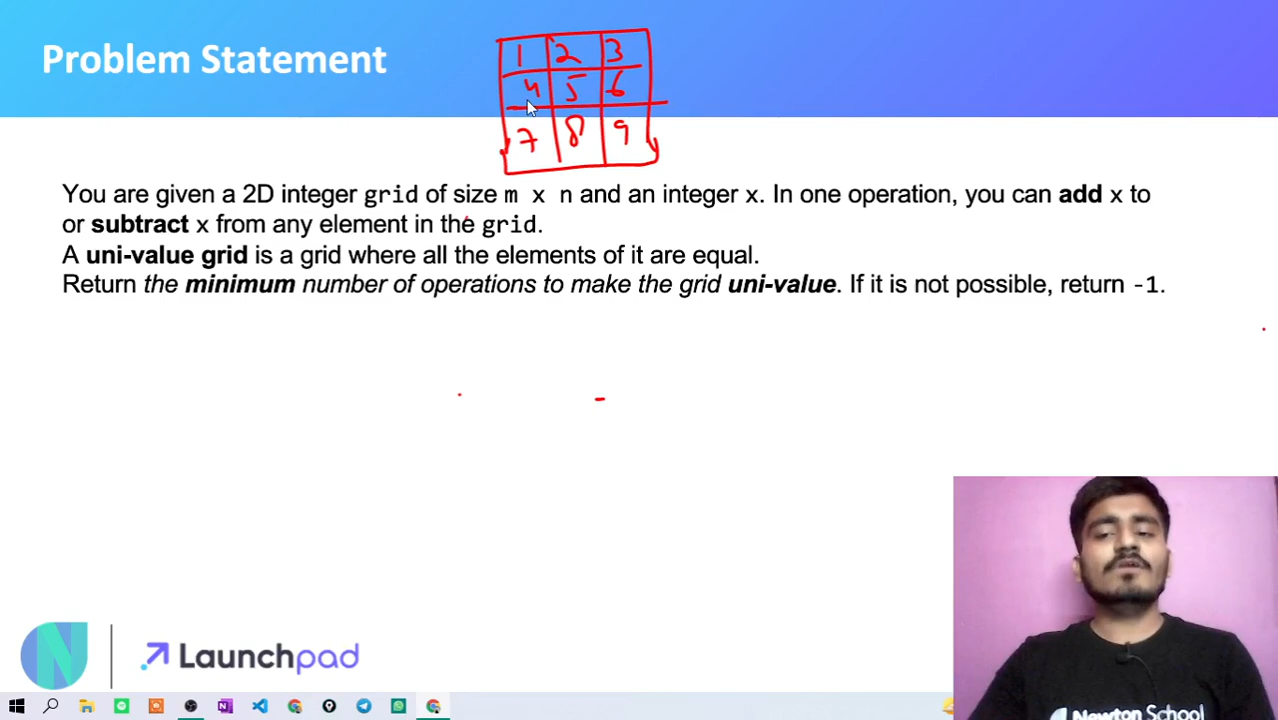 Problem Statement
1 2 3
4 5 6
7 8 9
You are given a 2D integer grid of size m x n and an integer x. In one operation, you can add x to
or subtract x from any element in the grid.
A uni-value grid is a grid where all the elements of it are equal.
Return the minimum number of operations to make the grid uni-value. If it is not possible, return -1.
N
Launchpad
Newton School